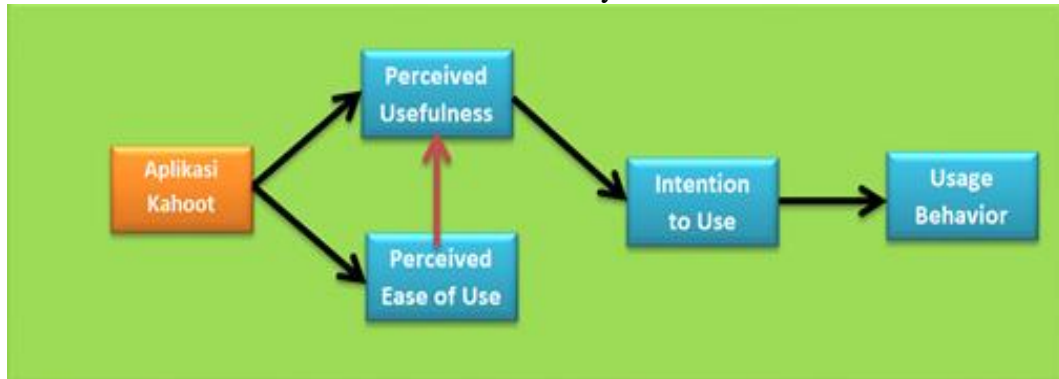 Perceived
Usefulness
Aplikasi
Kahoot
Intention
to Use
Usage
Behavior
Perceived
Ease of Use